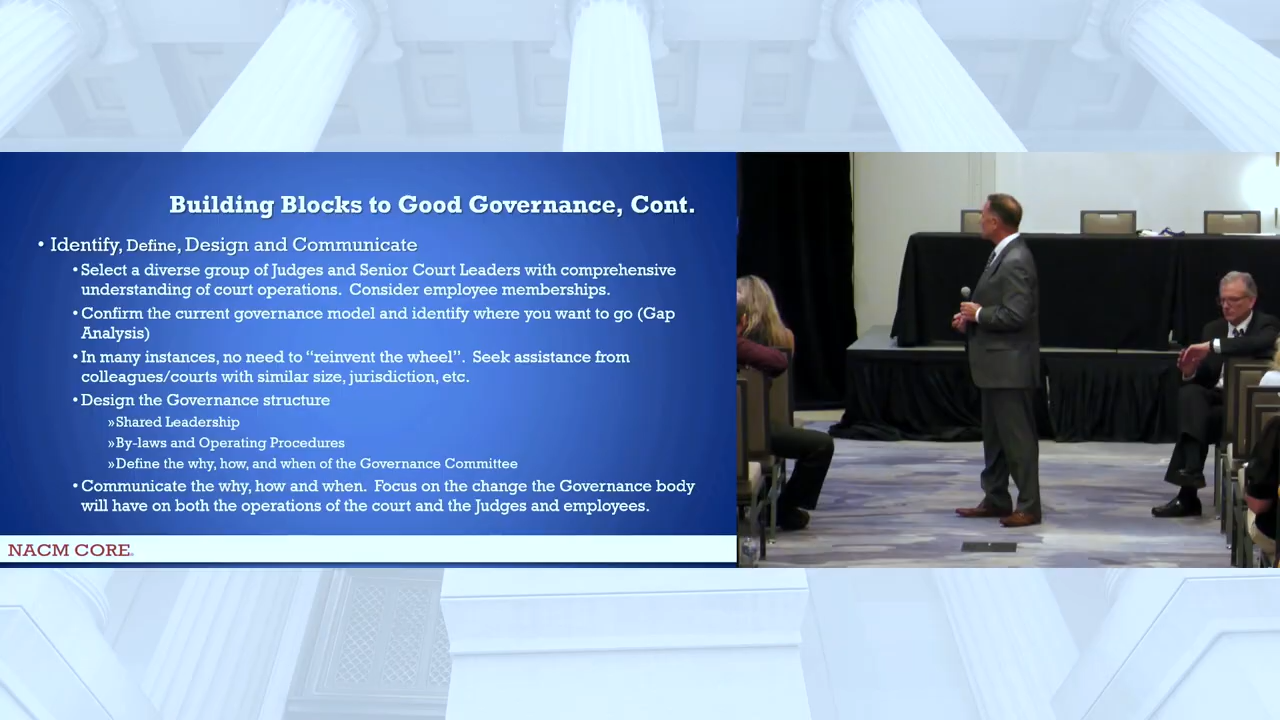 Building Blocks to Good Governance, Cont.
• Identify, Define, Design and Communicate
•Select a diverse group of Judges and Senior Court Leaders with comprehensive
understanding of court operations.  Consider employee memberships.
•Confirm the current governance model and identify where you want to go (Gap
Analysis)
•In many instances, no need to “reinvent the wheel”.  Seek assistance from
colleagues/courts with similar size, jurisdiction, etc.
•Design the Governance structure
»Shared Leadership
»By-laws and Operating Procedures
»Define the why, how, and when of the Governance Committee
•Communicate the why, how and when.  Focus on the change the Governance body
will have on both the operations of the court and the Judges and employees.
NACM CORE